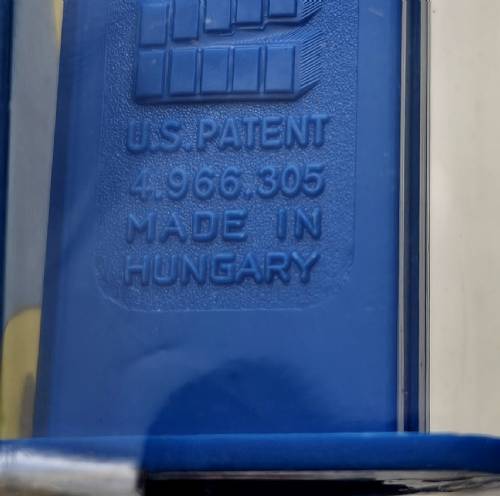 U.S. PATENT
4.966.305
MADE IN
HUNGARY